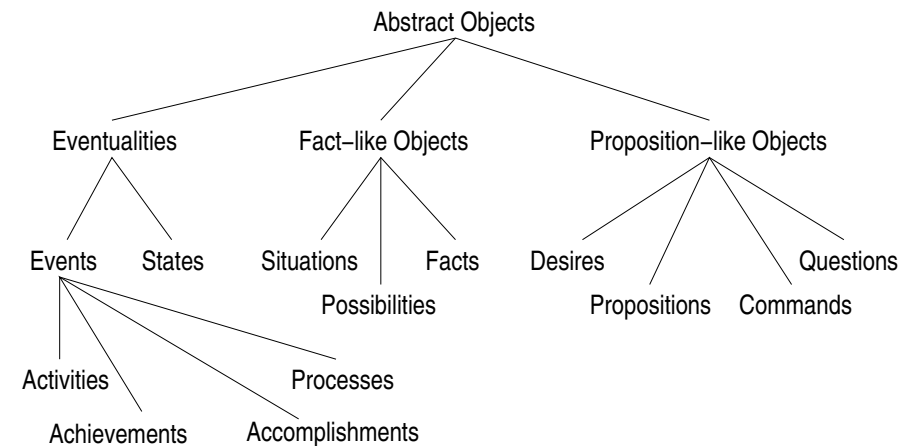 Abstract Objects
Eventualities Fact−like Objects Proposition−like Objects
Events States Situations Facts Desires Questions
Possibilities Propositions Commands
Activities Processes
Achievements Accomplishments